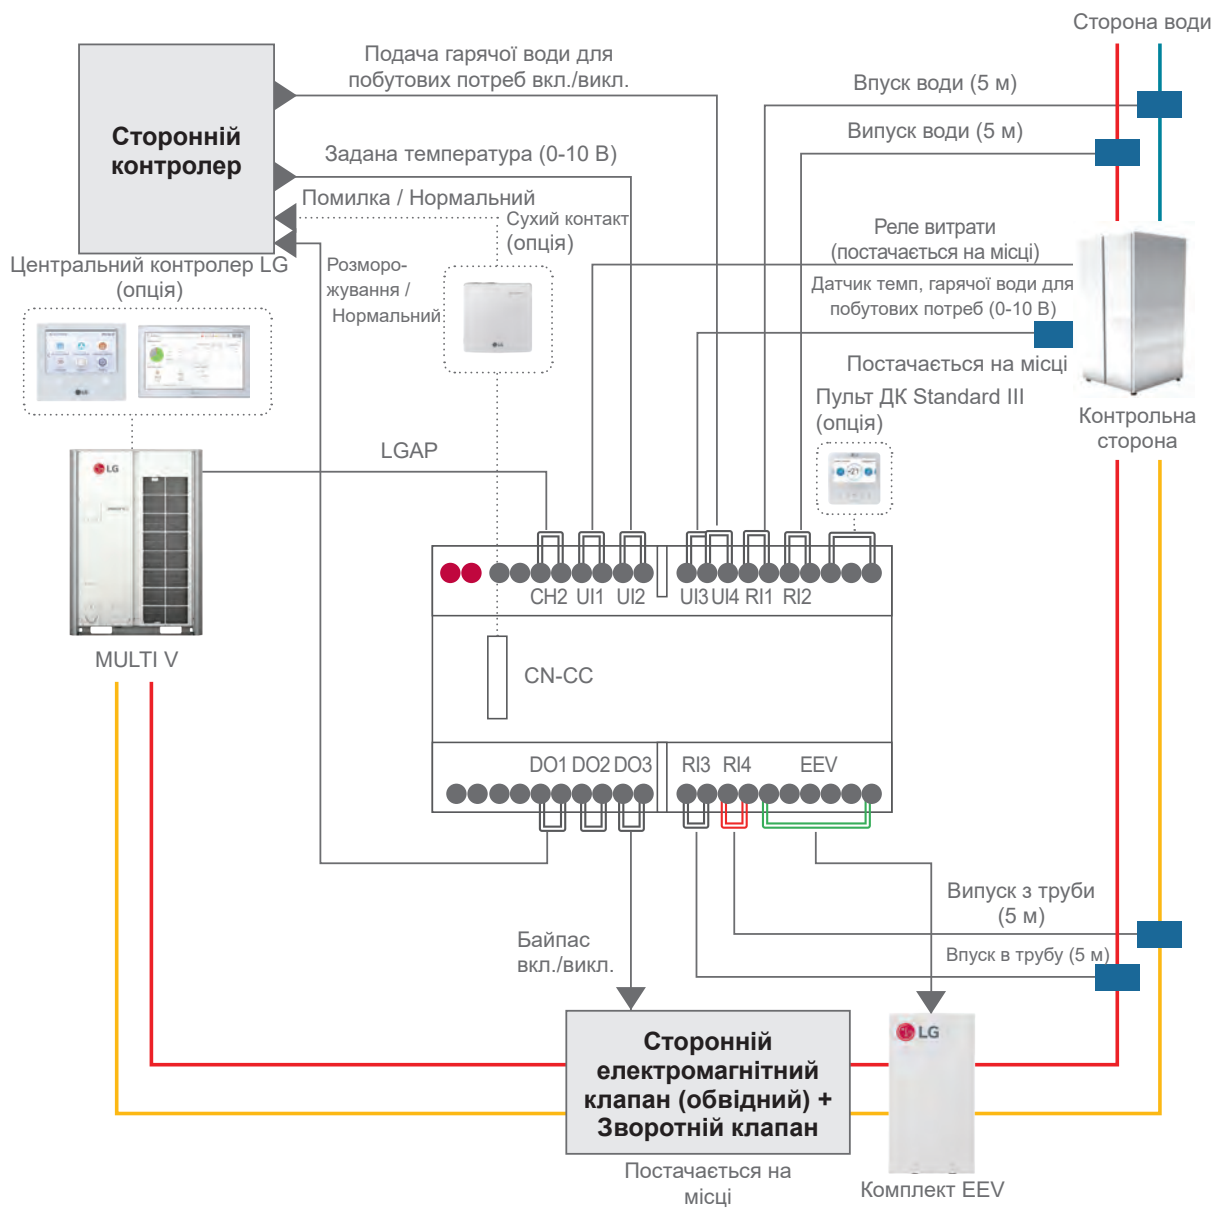 Сторона води
Подача гарячої води для
побутових потреб вкл./викл.
Впуск води (5 м)
Сторонній
контролер
Випуск води (5 м)
Задана температура (0-10 В)
Помилка / Нормальний
Сухий контакт
(опція)
Реле витрати
(постачається на місці)
Центральний контролер LG
(опція)
Розморо-
жування /
Нормальний
Датчик темп, гарячої води для
побутових потреб (0-10 В)
Постачається на місці
Пульт ДК Standard III
(опція)
Контрольна
сторона
LGAP
LG
LG
LG
MULTI V
CH2 UI1 UI2 UI3 UI4 RI1 RI2
CN-CC
DO1 DO2 DO3 RI3 RI4 EEV
Випуск з труби
(5 м)
Байпас
вкл./викл.
Впуск в трубу (5 м)
Сторонній
електромагнітний
клапан (обвідний) +
Зворотній клапан
LG
Постачається на
місці
Комплект EEV